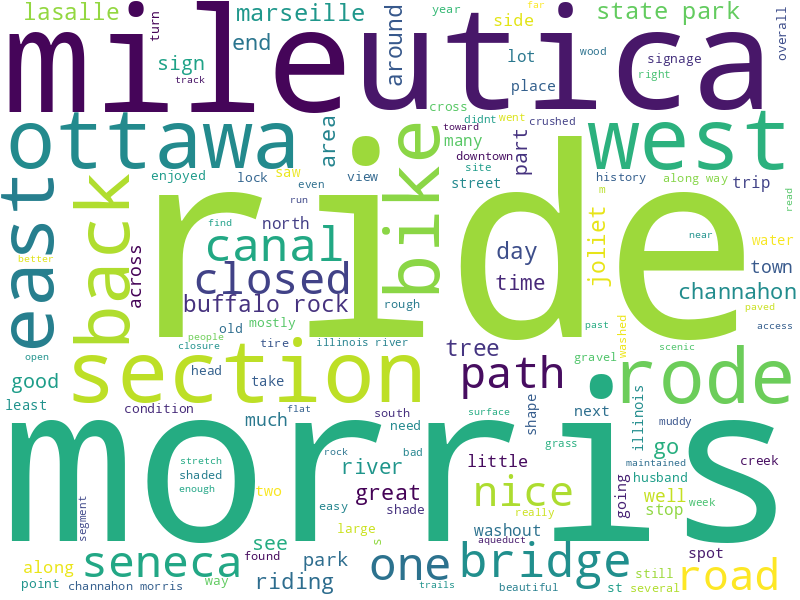 lasalle
turn
marseille
year
far
state park
side
overall
mile
utica
end
around
lot
wood
signage
sign
track
place
right
cross
didnt
went
crushed
ottawa
area
bike
toward
many
downtown
part
west
east
back
enjoyed
lock
saw
view
even
site
street
history
along way
trip
m
run
read
ride
find
north
canal
across
day
joliet
near
water
better
closed
time
town
buffalo rock
rough
channahon
paved
old
mostly
people
past
access
open
closure
tire
illinois river
tree
washed
scenic
section
gravel
good
head
take
path
rode
least
condition
flat
south
shape
next
illinois
muddy
much
need
surface
morris
grass
go
stretch
rock
bad
little
maintained
creek
shaded
river
husband
enough
great
nice
going
well
week
segment
two
easy
shade
really
stop
large
washout
s
aqueduct
see
seneca
found
park
one
bridge
spot
along
still
road
point
channahon morris
way
riding
trails
beautiful
st
several